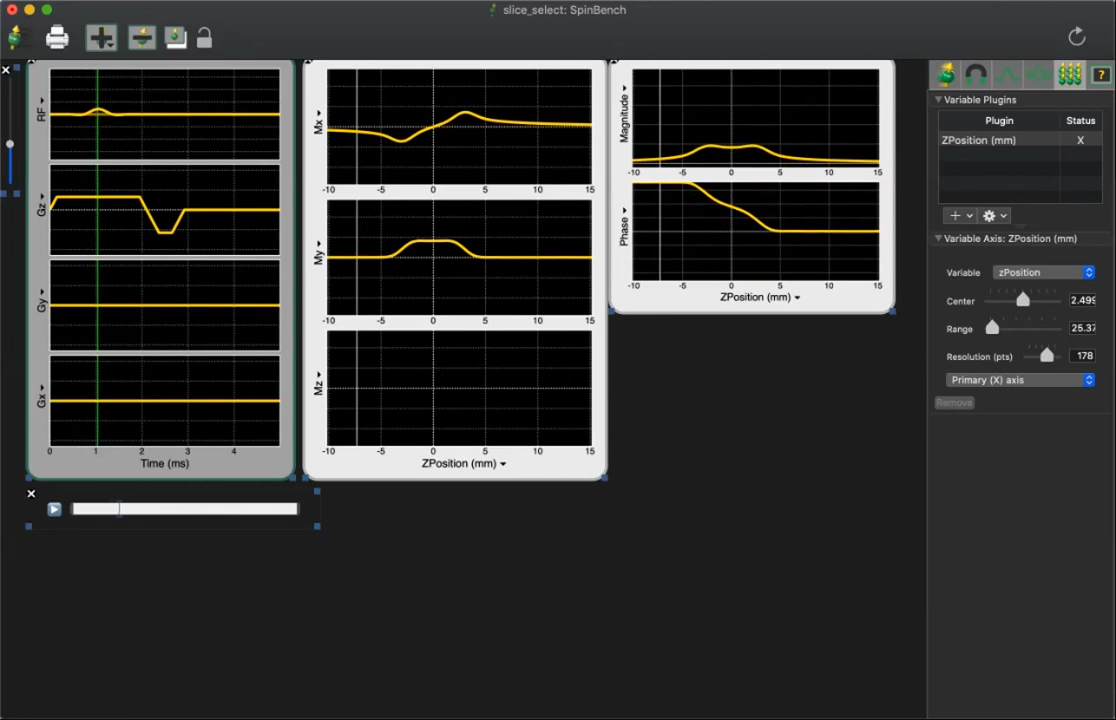 slice_select: SpinBench
RF
Gz
Gy
Gx
0 1 2 3 4
Time (ms)
Mx
-10 -5 0 5 10 15
My
-10 -5 0 5 10 15
Mz
-10 -5 0 5 10 15
ZPosition (mm)
Magnitude
-10 -5 0 5 10 15
Phase
-10 -5 0 5 10 15
ZPosition (mm)
?
Variable Plugins
Plugin Status
ZPosition (mm) X
Variable Axis: ZPosition (mm)
Variable zPosition
Center 2.499
Range 25.37
Resolution (pts) 178
Primary (X) axis
Remove